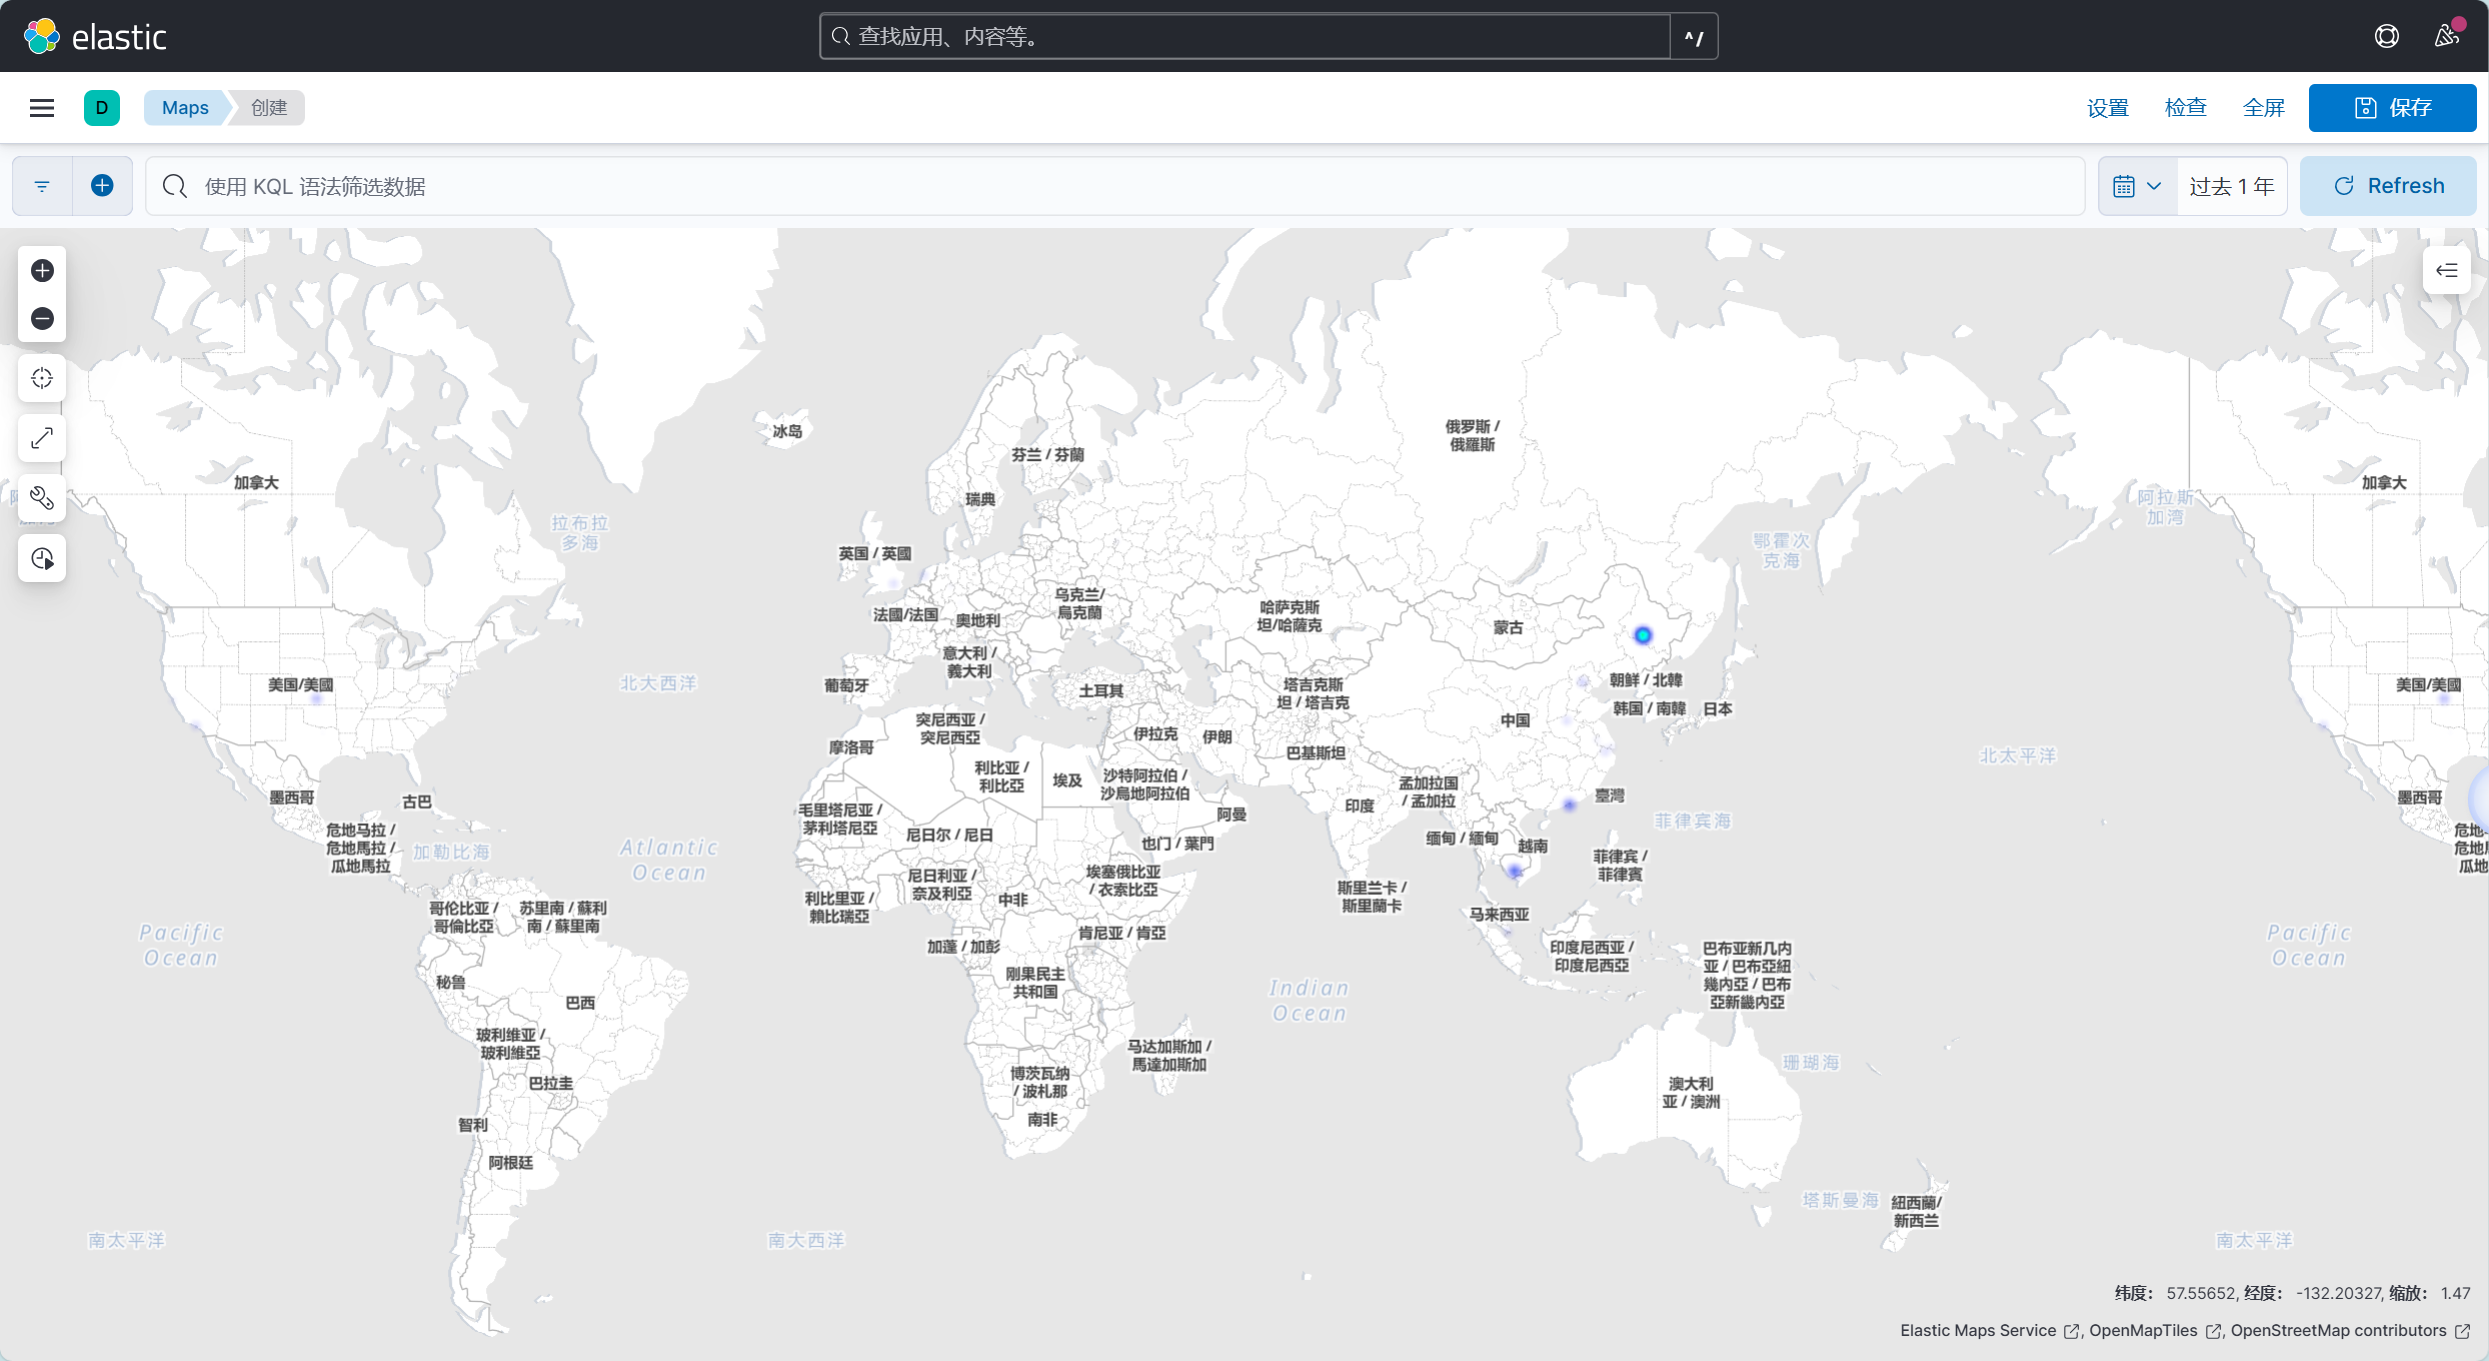 elastic
查找应用、内容等。
^/
D
Maps
创建
设置
检查
全屏
保存
使用 KQL 语法筛选数据
过去 1 年
Refresh
冰岛
俄罗斯 /
俄羅斯
芬兰 / 芬蘭
加拿大
加拿大
瑞典
阿拉斯
加湾
拉布拉
多海
鄂霍次
克海
英国 / 英國
乌克兰/
烏克蘭
法國/法国
奥地利
哈萨克斯
坦/哈薩克
蒙古
意大利 /
義大利
葡萄牙
土耳其
塔吉克斯
坦 / 塔吉克
朝鲜 / 北韓
韩国 / 南韓
日本
美国/美國
美国/美國
北大西洋
中国
突尼西亚 /
突尼西亞
摩洛哥
伊拉克
伊朗
巴基斯坦
北太平洋
利比亚 /
利比亞
埃及
沙特阿拉伯 /
沙烏地阿拉伯
孟加拉国
/ 孟加拉
墨西哥
古巴
印度
臺灣
墨西哥
阿曼
毛里塔尼亚 /
茅利塔尼亞
尼日尔 / 尼日
也门 / 葉門
缅甸 / 緬甸
越南
菲律宾海
危地马拉 /
危地馬拉 /
瓜地馬拉
加勒比海
Atlantic
Ocean
菲律宾 /
菲律賓
危地
危地
瓜地
尼日利亚 /
奈及利亞
埃塞俄比亚
/ 衣索比亞
利比里亚 /
賴比瑞亞
中非
斯里兰卡 /
斯里蘭卡
马来西亚
哥伦比亚 /
哥倫比亞
苏里南 / 蘇利
南 / 蘇里南
Pacific
Ocean
加蓬 / 加彭
肯尼亚 / 肯亞
印度尼西亚 /
印度尼西亞
巴布亚新几内
亚 / 巴布亞紐
幾內亞 / 巴布
亞新畿內亞
Pacific
Ocean
秘鲁
巴西
刚果民主
共和国
Indian
Ocean
玻利维亚 /
玻利維亞
马达加斯加 /
馬達加斯加
珊瑚海
巴拉圭
博茨瓦纳
/ 波札那
澳大利
亚 / 澳洲
智利
南非
阿根廷
塔斯曼海
紐西蘭/
新西兰
南太平洋
南大西洋
南太平洋
纬度： 57.55652, 经度： -132.20327, 缩放： 1.47
Elastic Maps Service , OpenMapTiles , OpenStreetMap contributors